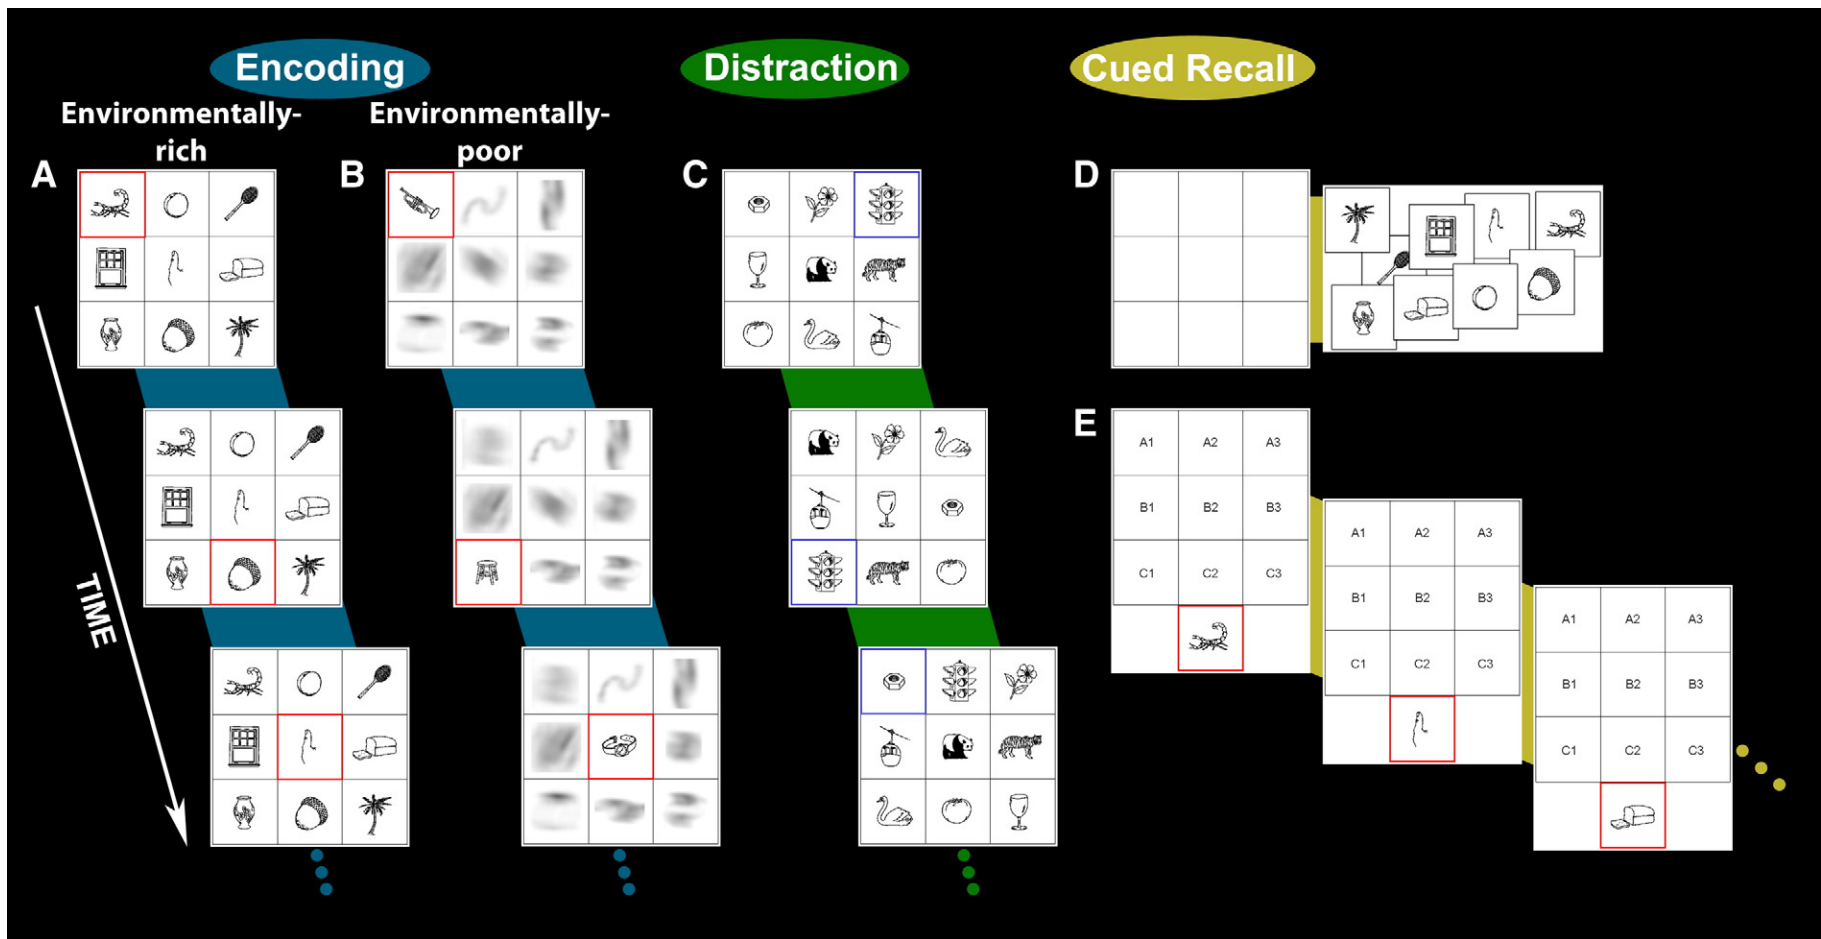 Encoding
Distraction
Cued Recall
Environmentally-
rich
Environmentally-
poor
A
B
C
D
E
TIME
A1 A2 A3
B1 B2 B3
C1 C2 C3
A1 A2 A3
B1 B2 B3
C1 C2 C3
A1 A2 A3
B1 B2 B3
C1 C2 C3